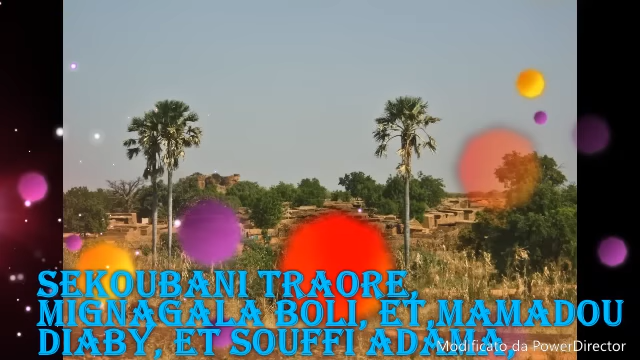 SEKOUBANI TRAORE,
MIGNAGALA BOLI, ET MAMADOU
DIABY, ET SOUFFI ADAMA
Modificato da PowerDirector